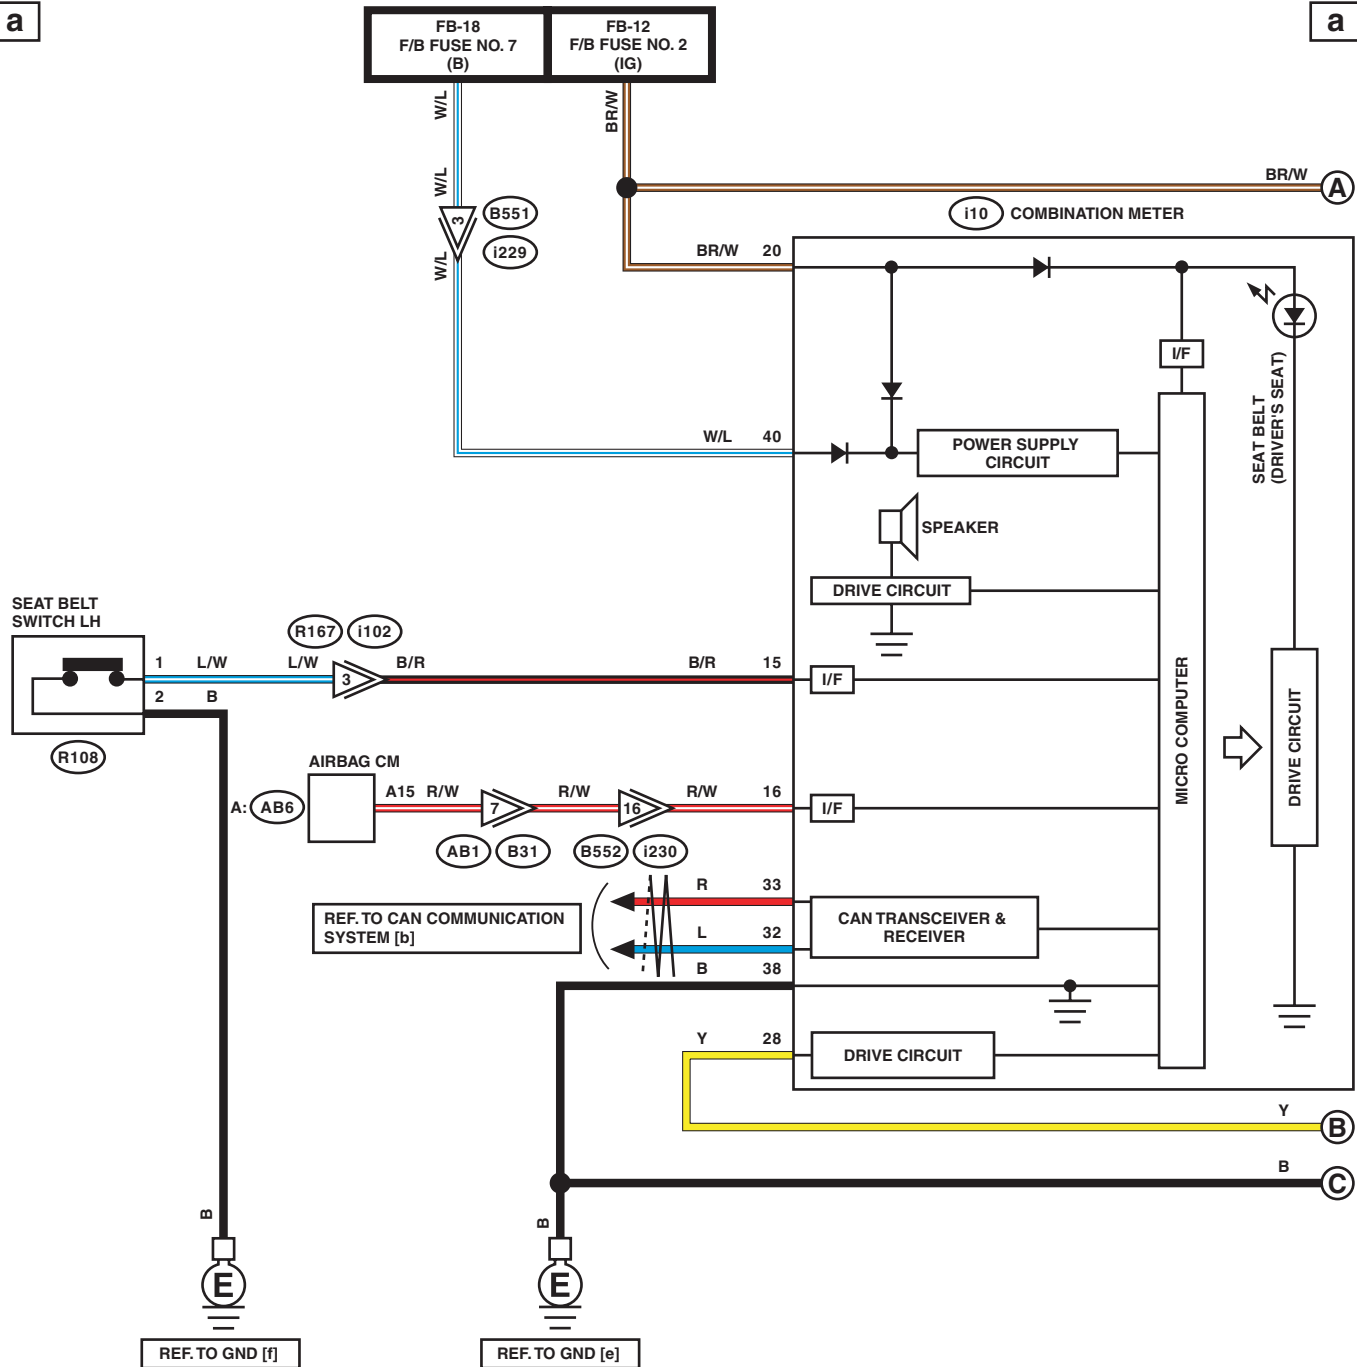 a
a
FB-18
F/B FUSE NO. 7
(B)
FB-12
F/B FUSE NO. 2
(IG)
W/L
BR/W
W/L
BR/W
A
3
B551
i229
W/L
i10 COMBINATION METER
BR/W 20
I/F
SEAT BELT
(DRIVER'S SEAT)
W/L 40
POWER SUPPLY
CIRCUIT
SPEAKER
DRIVE CIRCUIT
SEAT BELT
SWITCH LH
R167 i102
1 L/W L/W 3 B/R B/R 15
I/F
2 B
R108
MICRO COMPUTER
DRIVE CIRCUIT
AIRBAG CM
A: AB6
A15 R/W 7 R/W 16 R/W 16
I/F
AB1 B31 B552 i230
R 33
REF. TO CAN COMMUNICATION
SYSTEM [b]
CAN TRANSCEIVER &
RECEIVER
L 32
B 38
Y 28
DRIVE CIRCUIT
Y
B
B
C
B
B
E
E
REF. TO GND [f]
REF. TO GND [e]